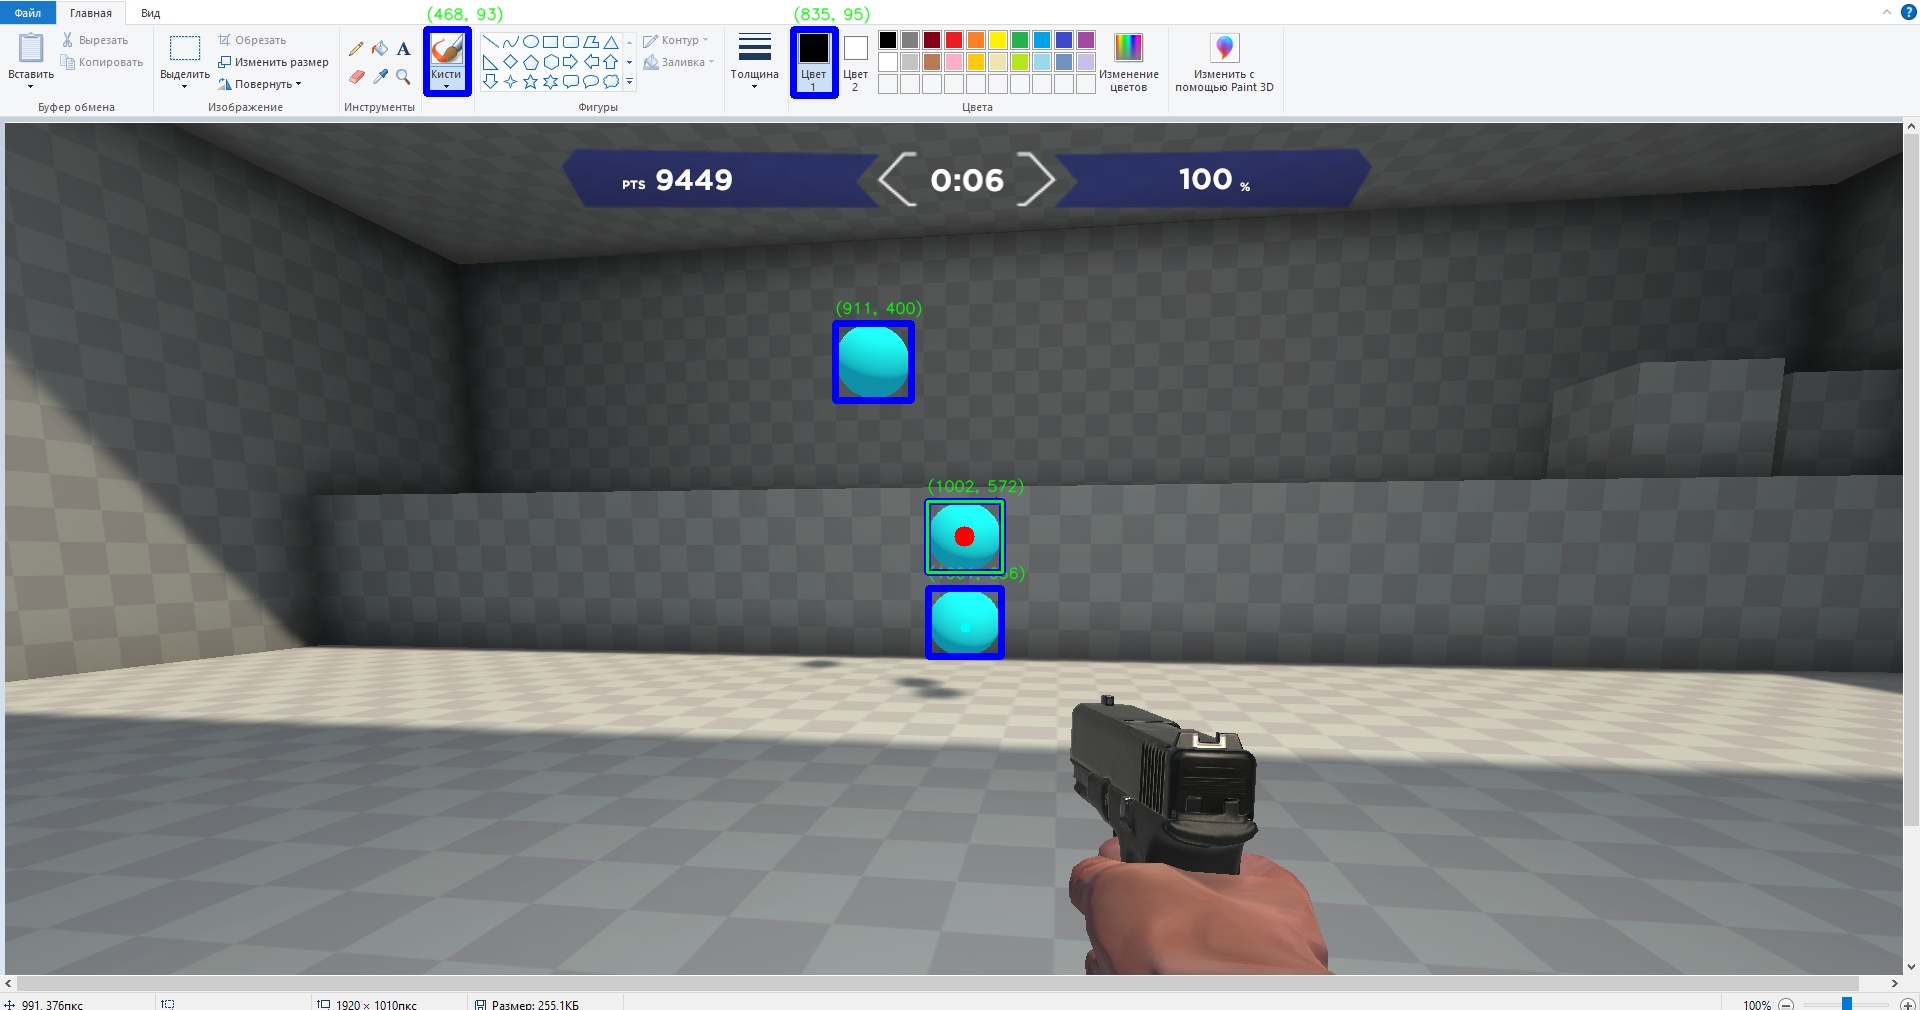 Файл
Главная
Вид
(468, 93)
(835, 95)
Вставить
Вырезать
Копировать
Буфер обмена
Выделить
Обрезать
Изменить размер
Повернуть
Изображение
A
Инструменты
Кисти
Контур
Заливка
Фигуры
Толщина
Цвет
1
Цвет
2
Изменение
цветов
Цвета
Изменить с
помощью Paint 3D
?
PTS 9449
0:06
100 %
(911, 400)
(1002, 572)
991, 376пкс
1920 × 1010пкс
Размер: 255,1КБ
100%